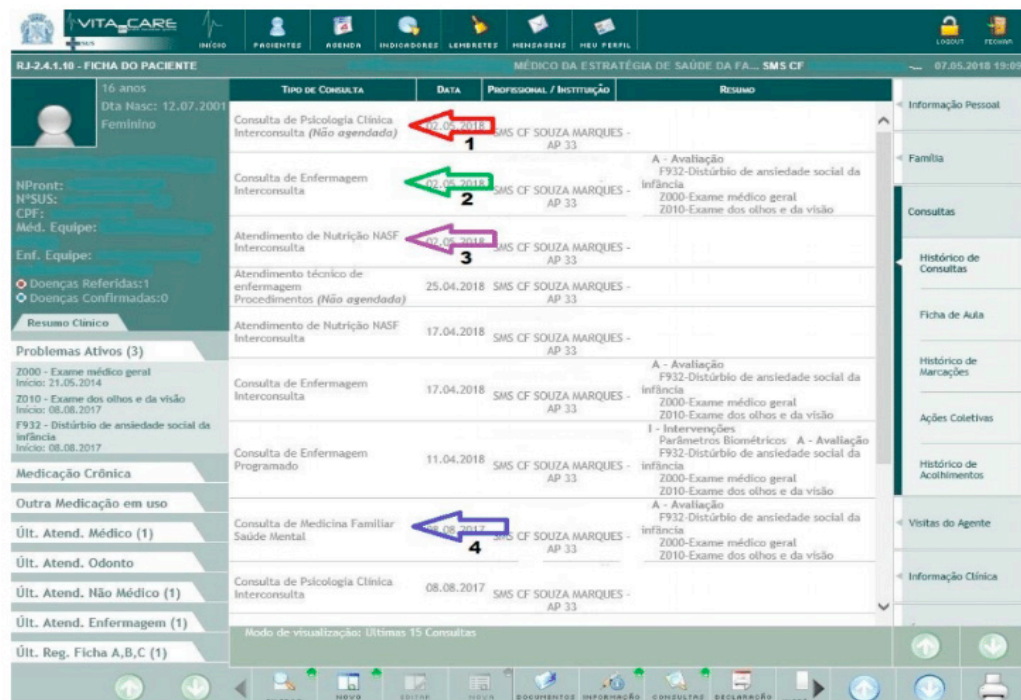 VITA CARE
SUS
INÍCIO
PACIENTES
AGENDA
INDICADORES
LEMBRETES
MENSAGENS
MEU PERFIL
LOGOUT
FECHAR
RJ-2.4.1.10 - FICHA DO PACIENTE
MÉDICO DA ESTRATÉGIA DE SAÚDE DA FA... SMS CF
07.05.2018 19:09
16 anos
Dta Nasc: 12.07.2001
Feminino
NPront:
NºSUS:
CPF:
Méd. Equipe:
Enf. Equipe:
Doenças Referidas:1
Doenças Confirmadas:0
Resumo Clínico
Problemas Ativos (3)
Z000 - Exame médico geral
Início: 21.05.2014
Z010 - Exame dos olhos e da visão
Início: 08.08.2017
F932 - Distúrbio de ansiedade social da
infância
Início: 08.08.2017
Medicação Crônica
Outra Medicação em uso
Últ. Atend. Médico (1)
Últ. Atend. Odonto
Últ. Atend. Não Médico (1)
Últ. Atend. Enfermagem (1)
Últ. Reg. Ficha A,B,C (1)
TIPO DE CONSULTA DATA PROFISSIONAL / INSTITUIÇÃO RESUMO
Consulta de Psicologia Clínica
Interconsulta (Não agendada)
02.05.2018
1
SMS CF SOUZA MARQUES -
AP 33
Consulta de Enfermagem
Interconsulta
02.05.2018
2
SMS CF SOUZA MARQUES -
AP 33
A - Avaliação
F932-Distúrbio de ansiedade social da
infância
Z000-Exame médico geral
Z010-Exame dos olhos e da visão
Atendimento de Nutrição NASF
Interconsulta
02.05.2018
3
SMS CF SOUZA MARQUES -
AP 33
Atendimento técnico de
enfermagem
Procedimentos (Não agendada)
25.04.2018
SMS CF SOUZA MARQUES -
AP 33
Atendimento de Nutrição NASF
Interconsulta
17.04.2018
SMS CF SOUZA MARQUES -
AP 33
Consulta de Enfermagem
Interconsulta
17.04.2018
SMS CF SOUZA MARQUES -
AP 33
A - Avaliação
F932-Distúrbio de ansiedade social da
infância
Z000-Exame médico geral
Z010-Exame dos olhos e da visão
Consulta de Enfermagem
Programado
11.04.2018
SMS CF SOUZA MARQUES -
AP 33
I - Intervenções
Parâmetros Biométricos A - Avaliação
F932-Distúrbio de ansiedade social da
infância
Z000-Exame médico geral
Z010-Exame dos olhos e da visão
Consulta de Medicina Familiar
Saúde Mental
08.08.2017
4
SMS CF SOUZA MARQUES -
AP 33
A - Avaliação
F932-Distúrbio de ansiedade social da
infância
Z000-Exame médico geral
Z010-Exame dos olhos e da visão
Consulta de Psicologia Clínica
Interconsulta
08.08.2017
SMS CF SOUZA MARQUES -
AP 33
Modo de visualização: Últimas 15 Consultas
Informação Pessoal
Família
Consultas
Histórico de
Consultas
Ficha de Aula
Histórico de
Marcações
Ações Coletivas
Histórico de
Acolhimentos
Visitas do Agente
Informação Clínica
NOVO
EDITAR
NOVA
DOCUMENTOS
INFORMAÇÃO
CONSULTAS
DECLARAÇÃO